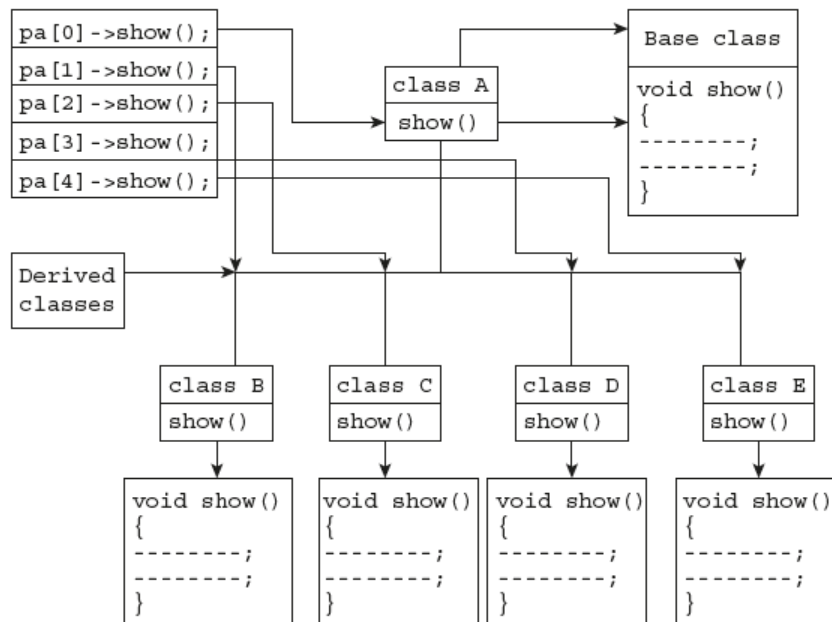 pa[0]->show();
pa[1]->show();
pa[2]->show();
pa[3]->show();
pa[4]->show();
class A
show()
Base class
void show()
{
--------;
--------;
}
Derived
classes
class B
show()
class C
show()
class D
show()
class E
show()
void show()
{
--------;
--------;
}
void show()
{
--------;
--------;
}
void show()
{
--------;
--------;
}
void show()
{
--------;
--------;
}